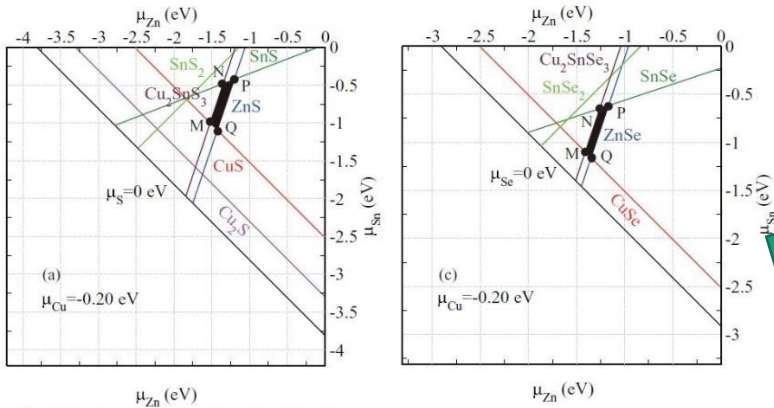 μZn (eV)
-4 -3.5 -3 -2.5 -2 -1.5 -1 -0.5 0
0
-0.5
-1
-1.5
-2
-2.5
-3
-3.5
-4
μSn (eV)
SnS2
N
SnS
P
Cu2SnS3
ZnS
M
Q
CuS
μS=0 eV
Cu2S
(a)
μCu=-0.20 eV
μZn (eV)
μZn (eV)
-3 -2.5 -2 -1.5 -1 -0.5 0
0
-0.5
-1
-1.5
-2
-2.5
-3
μSn (eV)
Cu2SnSe3
SnSe2
SnSe
N
P
ZnSe
M
Q
μSe=0 eV
CuSe
(c)
μCu=-0.20 eV
μZn (eV)